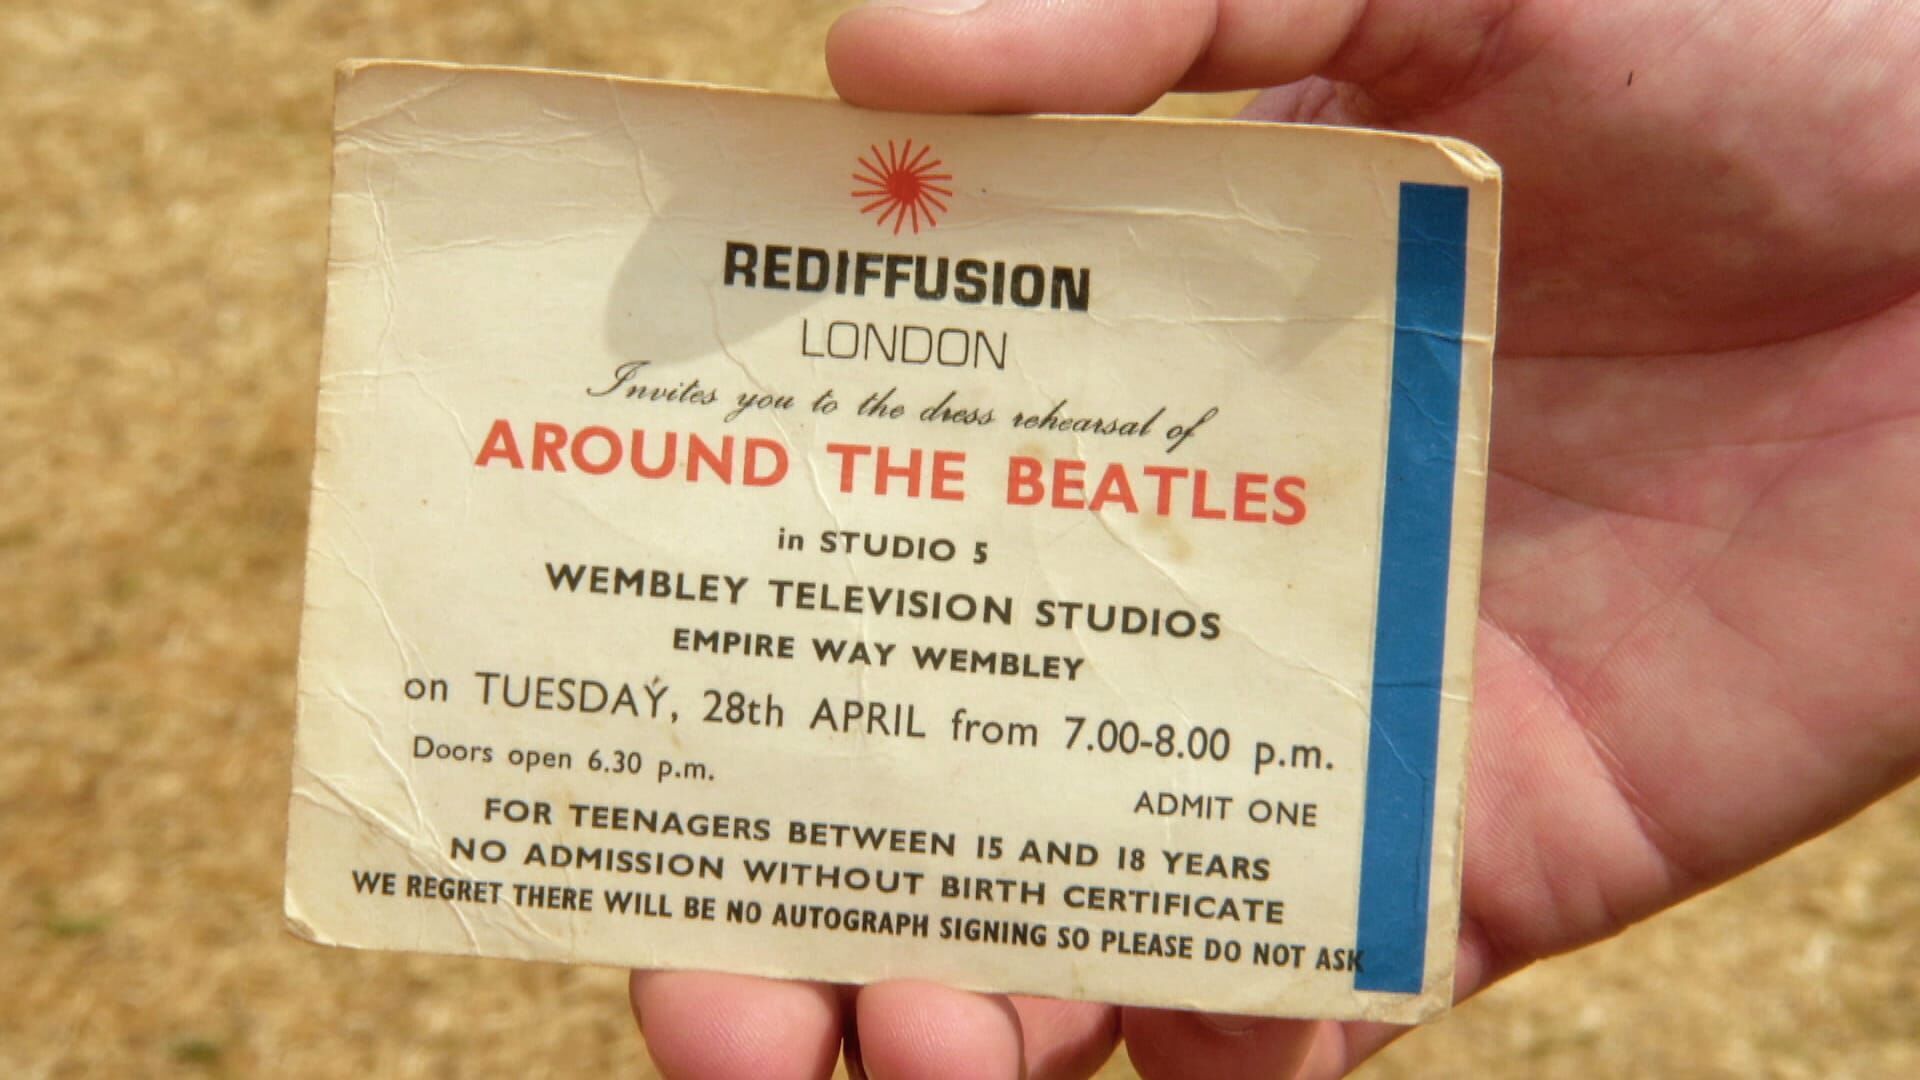 REDIFFUSION
LONDON
Invites you to the dress rehearsal of
AROUND THE BEATLES
in STUDIO 5
WEMBLEY TELEVISION STUDIOS
EMPIRE WAY WEMBLEY
on TUESDAY, 28th APRIL from 7.00-8.00 p.m.
Doors open 6.30 p.m.
ADMIT ONE
FOR TEENAGERS BETWEEN 15 AND 18 YEARS
NO ADMISSION WITHOUT BIRTH CERTIFICATE
WE REGRET THERE WILL BE NO AUTOGRAPH SIGNING SO PLEASE DO NOT ASK